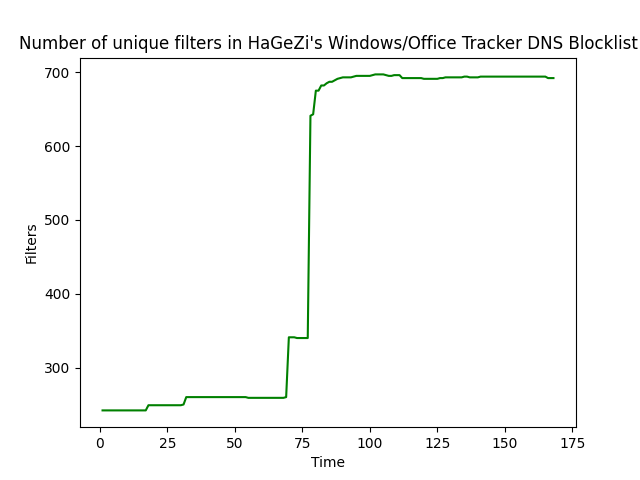 Number of unique filters in HaGeZi's Windows/Office Tracker DNS Blocklist
700
600
500
400
300
Filters
0 25 50 75 100 125 150 175
Time